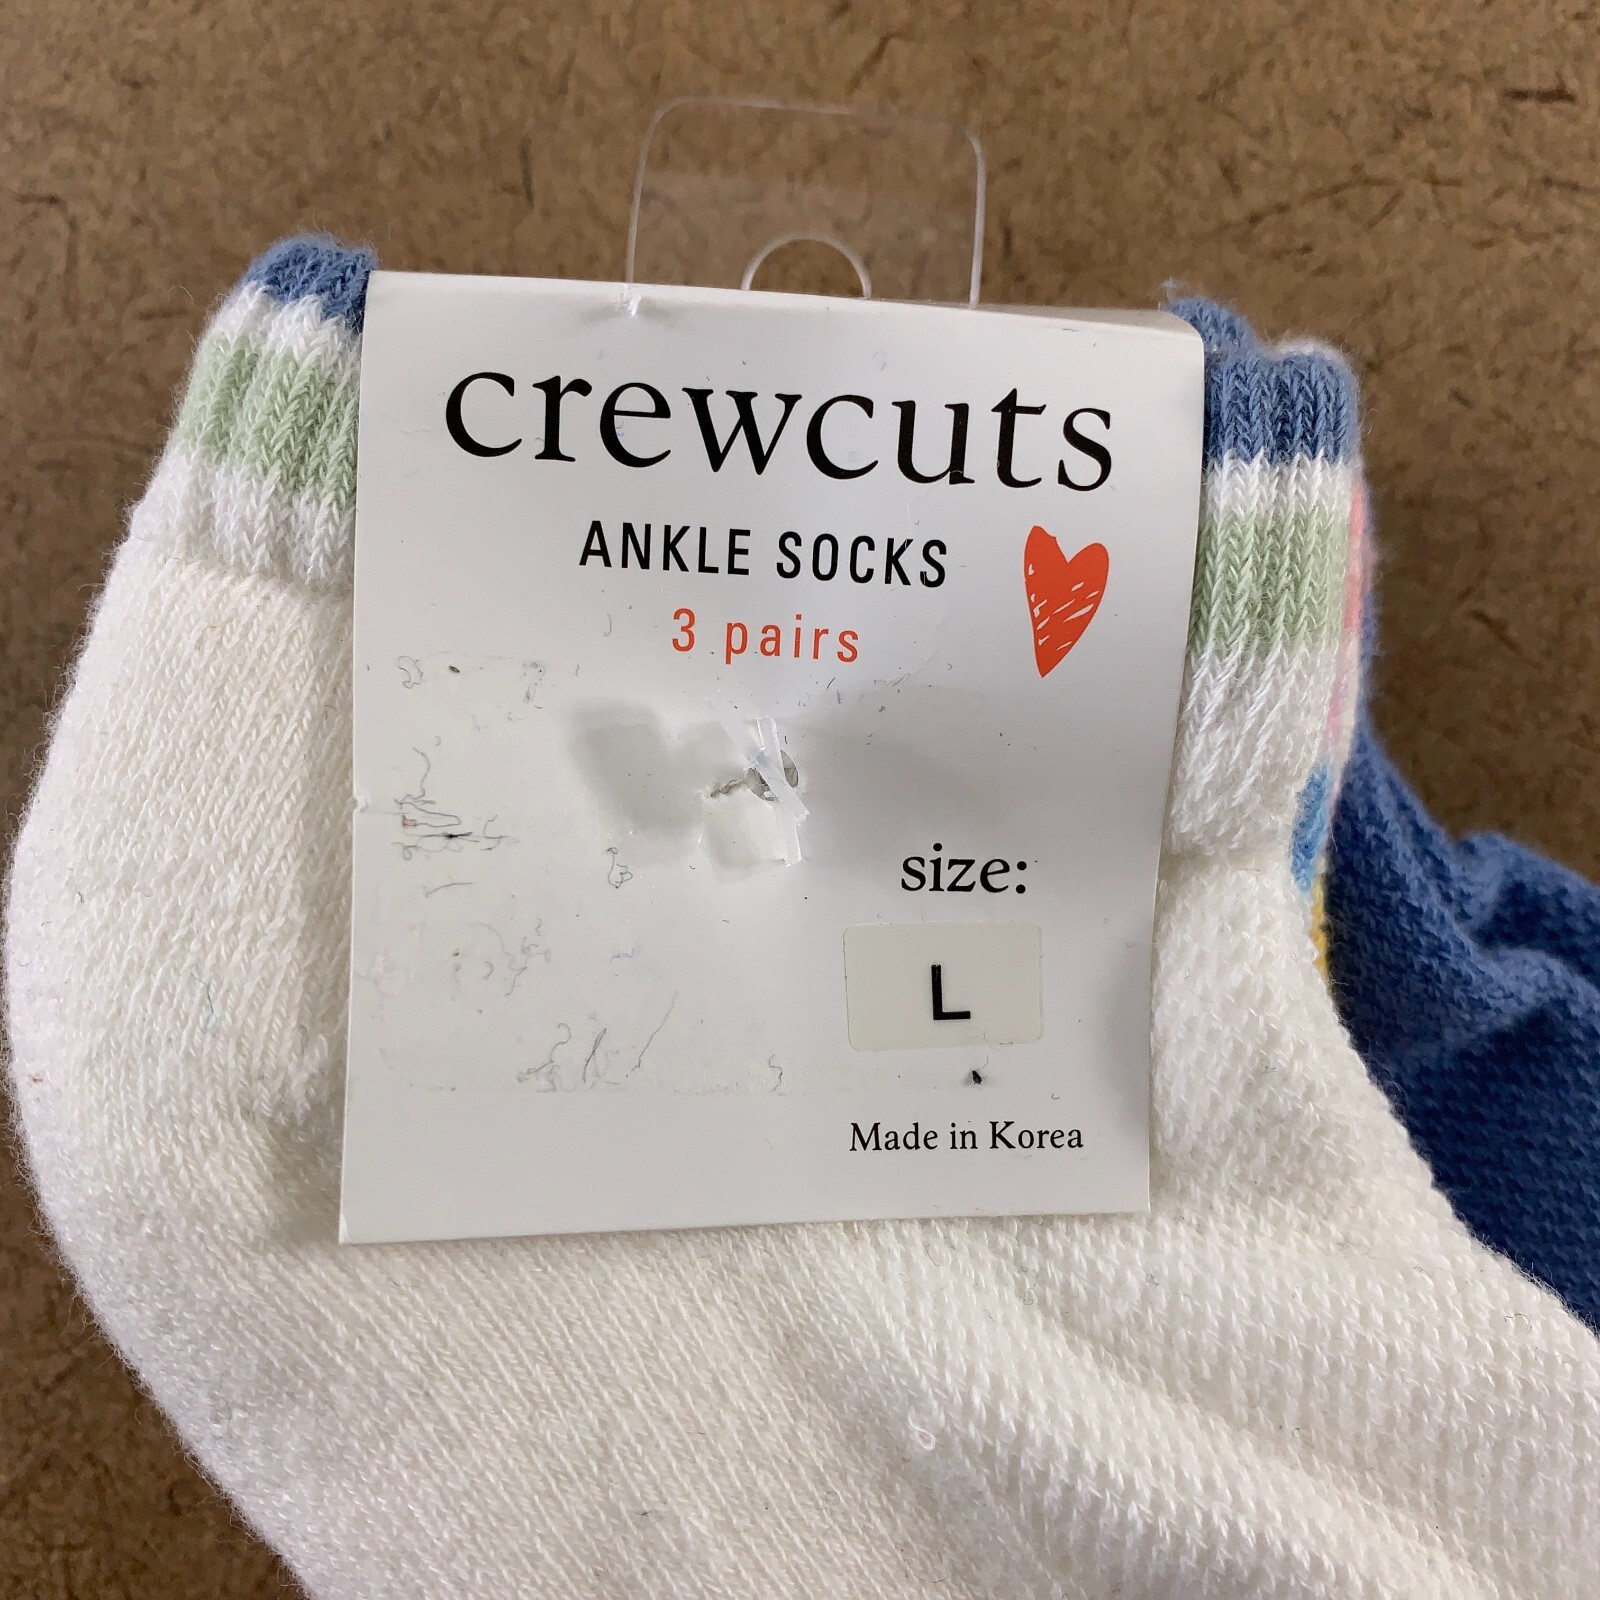 crewcuts
ANKLE SOCKS
3 pairs
size:
L
Made in Korea